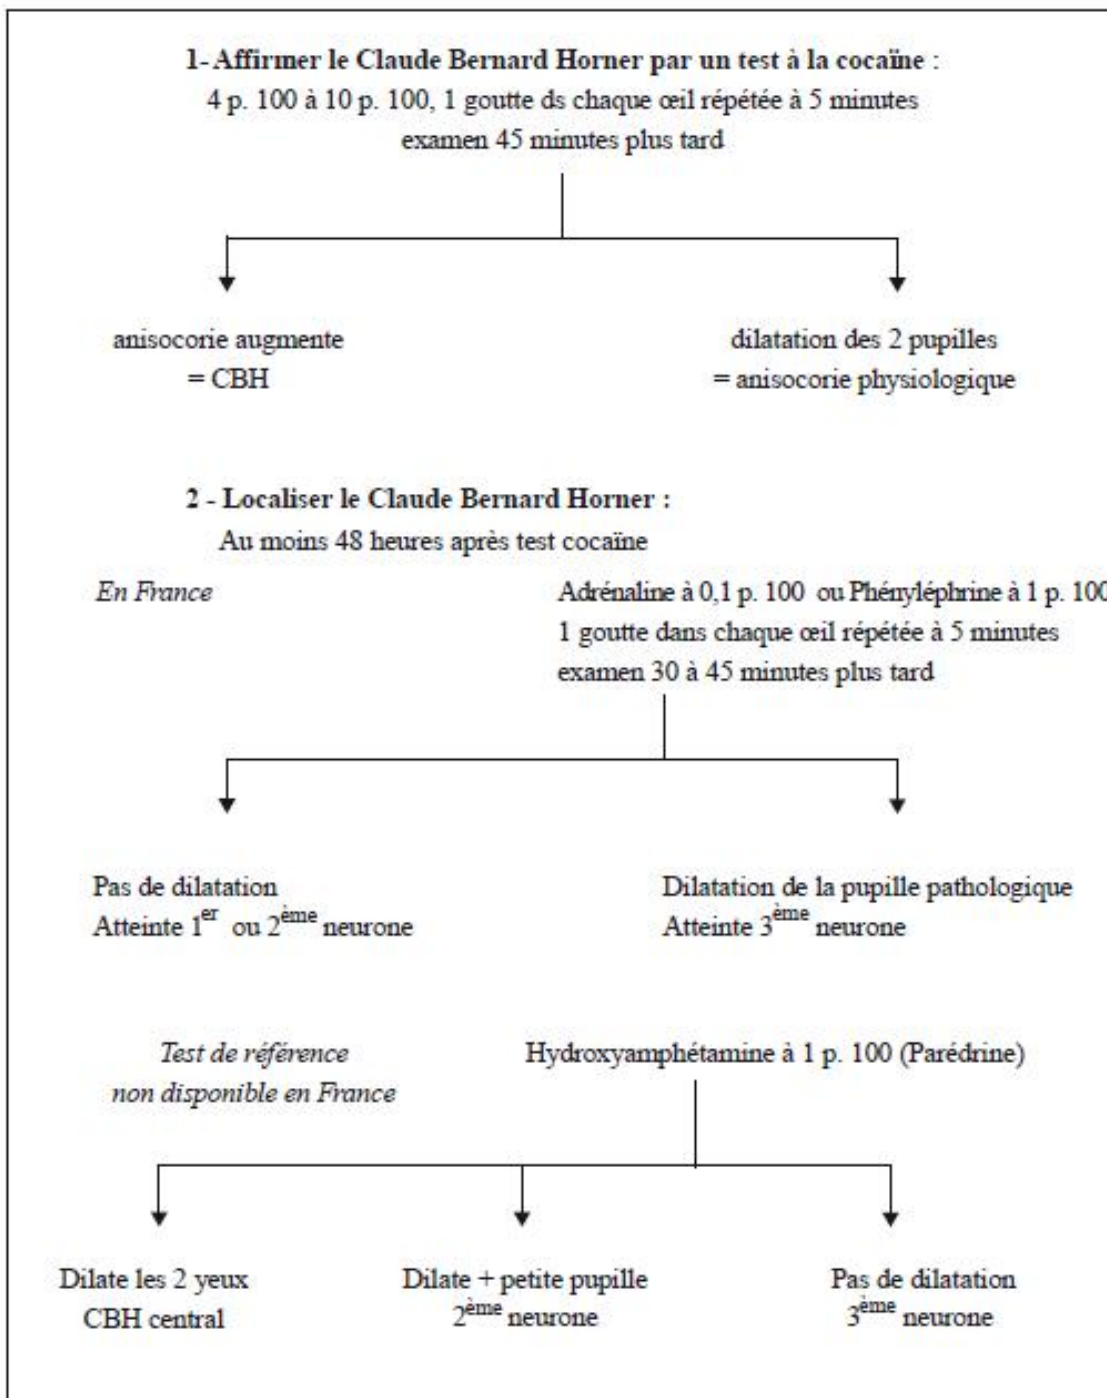 1- Affirmer le Claude Bernard Horner par un test à la cocaïne :
4 p. 100 à 10 p. 100, 1 goutte ds chaque œil répétée à 5 minutes
examen 45 minutes plus tard
anisocorie augmente
= CBH
dilatation des 2 pupilles
= anisocorie physiologique
2 - Localiser le Claude Bernard Horner :
Au moins 48 heures après test cocaïne
En France
Adrénaline à 0,1 p. 100 ou Phényléphrine à 1 p. 100
1 goutte dans chaque œil répétée à 5 minutes
examen 30 à 45 minutes plus tard
Pas de dilatation
Atteinte 1er ou 2ème neurone
Dilatation de la pupille pathologique
Atteinte 3ème neurone
Test de référence
non disponible en France
Hydroxyamphétamine à 1 p. 100 (Parédrine)
Dilate les 2 yeux
CBH central
Dilate + petite pupille
2ème neurone
Pas de dilatation
3ème neurone